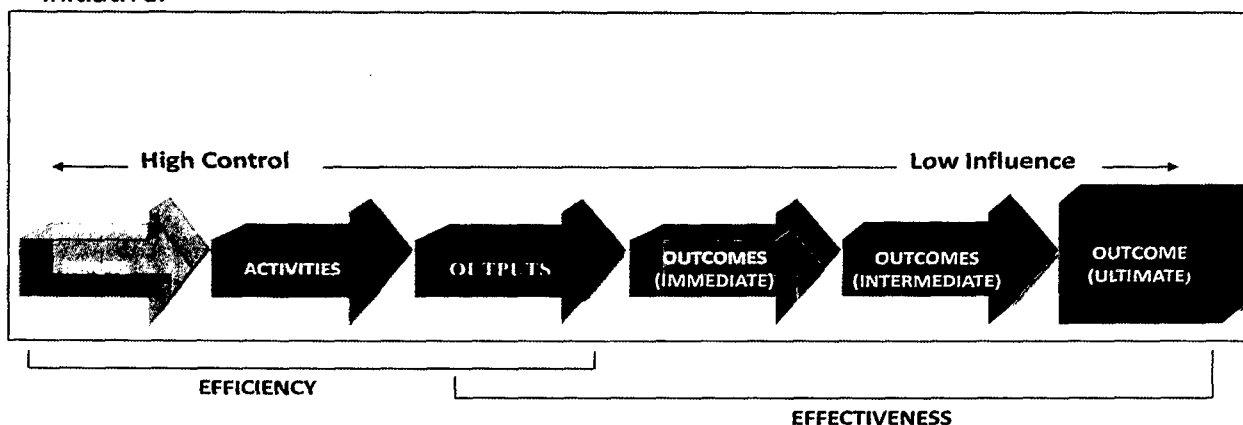 High Control Low Influence
ACTIVITIES
OUTPUTS
OUTCOMES
(IMMEDIATE)
OUTCOMES
(INTERMEDIATE)
OUTCOME
(ULTIMATE)
EFFICIENCY
EFFECTIVENESS